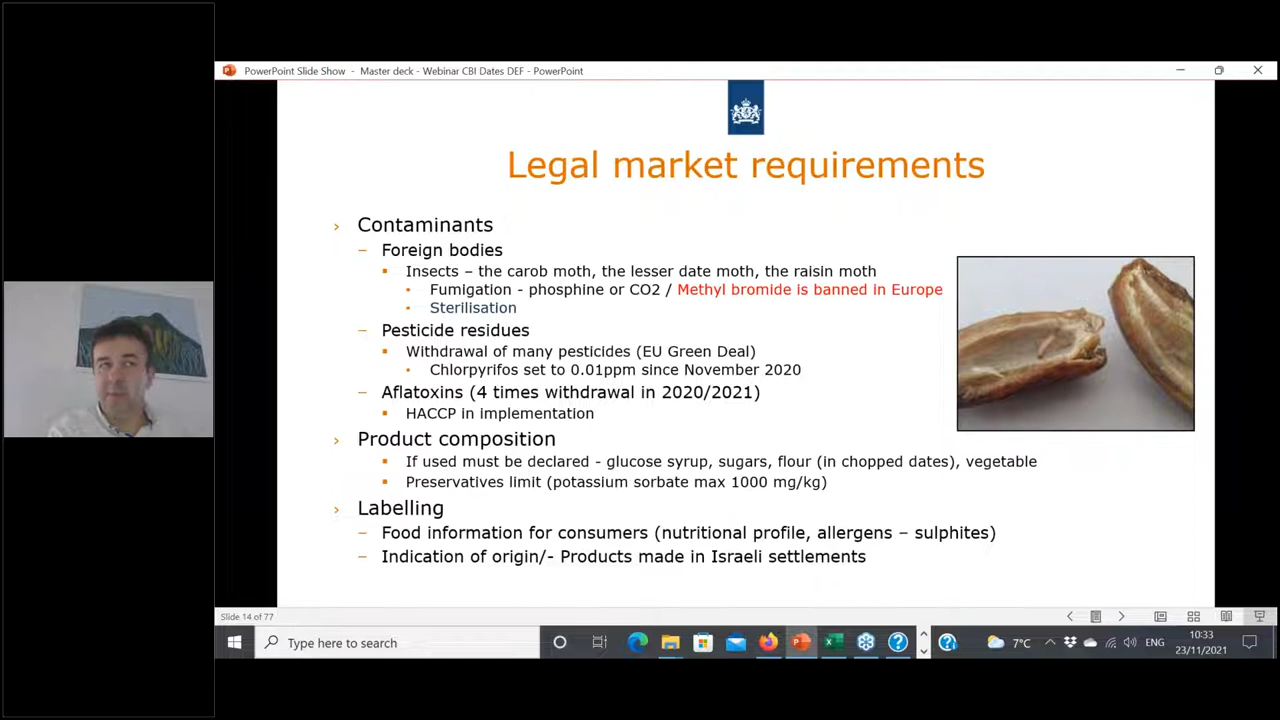 PowerPoint Slide Show - Master deck - Webinar CBI Dates DEF - PowerPoint
Legal market requirements
› Contaminants
– Foreign bodies
▪ Insects – the carob moth, the lesser date moth, the raisin moth
• Fumigation - phosphine or CO2 / Methyl bromide is banned in Europe
• Sterilisation
– Pesticide residues
▪ Withdrawal of many pesticides (EU Green Deal)
• Chlorpyrifos set to 0.01ppm since November 2020
– Aflatoxins (4 times withdrawal in 2020/2021)
▪ HACCP in implementation
› Product composition
▪ If used must be declared - glucose syrup, sugars, flour (in chopped dates), vegetable
▪ Preservatives limit (potassium sorbate max 1000 mg/kg)
› Labelling
– Food information for consumers (nutritional profile, allergens – sulphites)
– Indication of origin/- Products made in Israeli settlements
Slide 14 of 77
Type here to search
7°C
ENG
10:33
23/11/2021